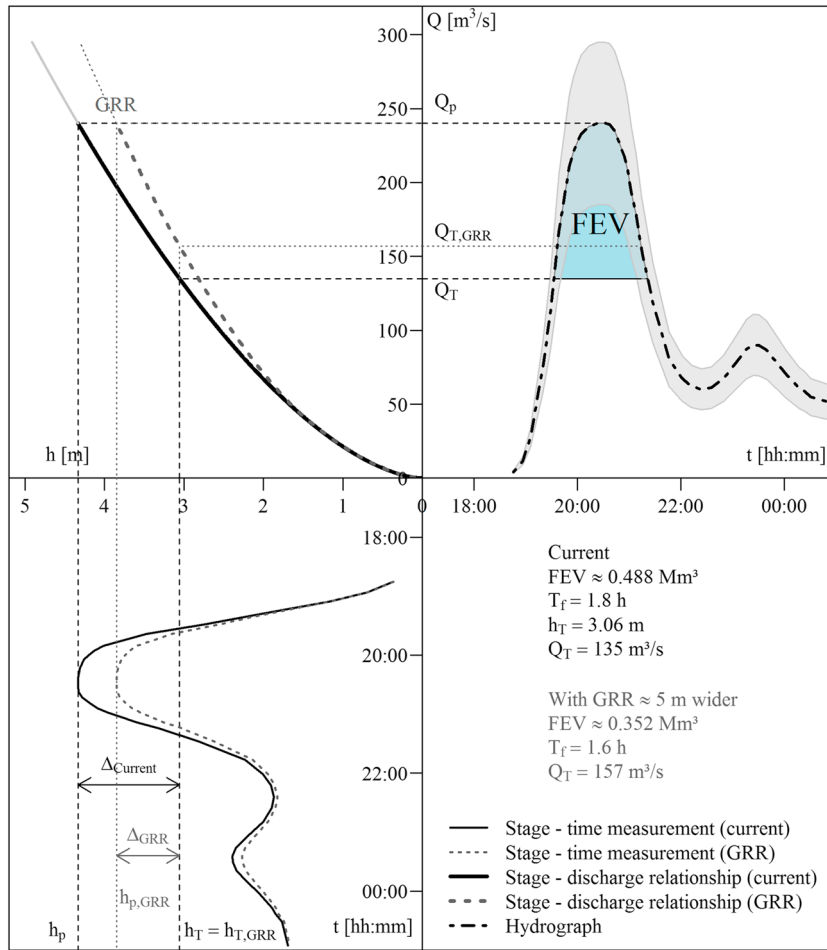 Q [m³/s]
300
250
200
150
100
50
0
GRR
Qₚ
Q_T,GRR
Q_T
FEV
h [m]
t [hh:mm]
5 4 3 2 1 0 18:00 20:00 22:00 00:00
18:00
20:00
22:00
00:00
Δ_Current
Δ_GRR
h_p,GRR
h_p
h_T = h_T,GRR
t [hh:mm]
Current
FEV ≈ 0.488 Mm³
T_f = 1.8 h
h_T = 3.06 m
Q_T = 135 m³/s
With GRR ≈ 5 m wider
FEV ≈ 0.352 Mm³
T_f = 1.6 h
Q_T = 157 m³/s
Stage - time measurement (current)
Stage - time measurement (GRR)
Stage - discharge relationship (current)
Stage - discharge relationship (GRR)
Hydrograph